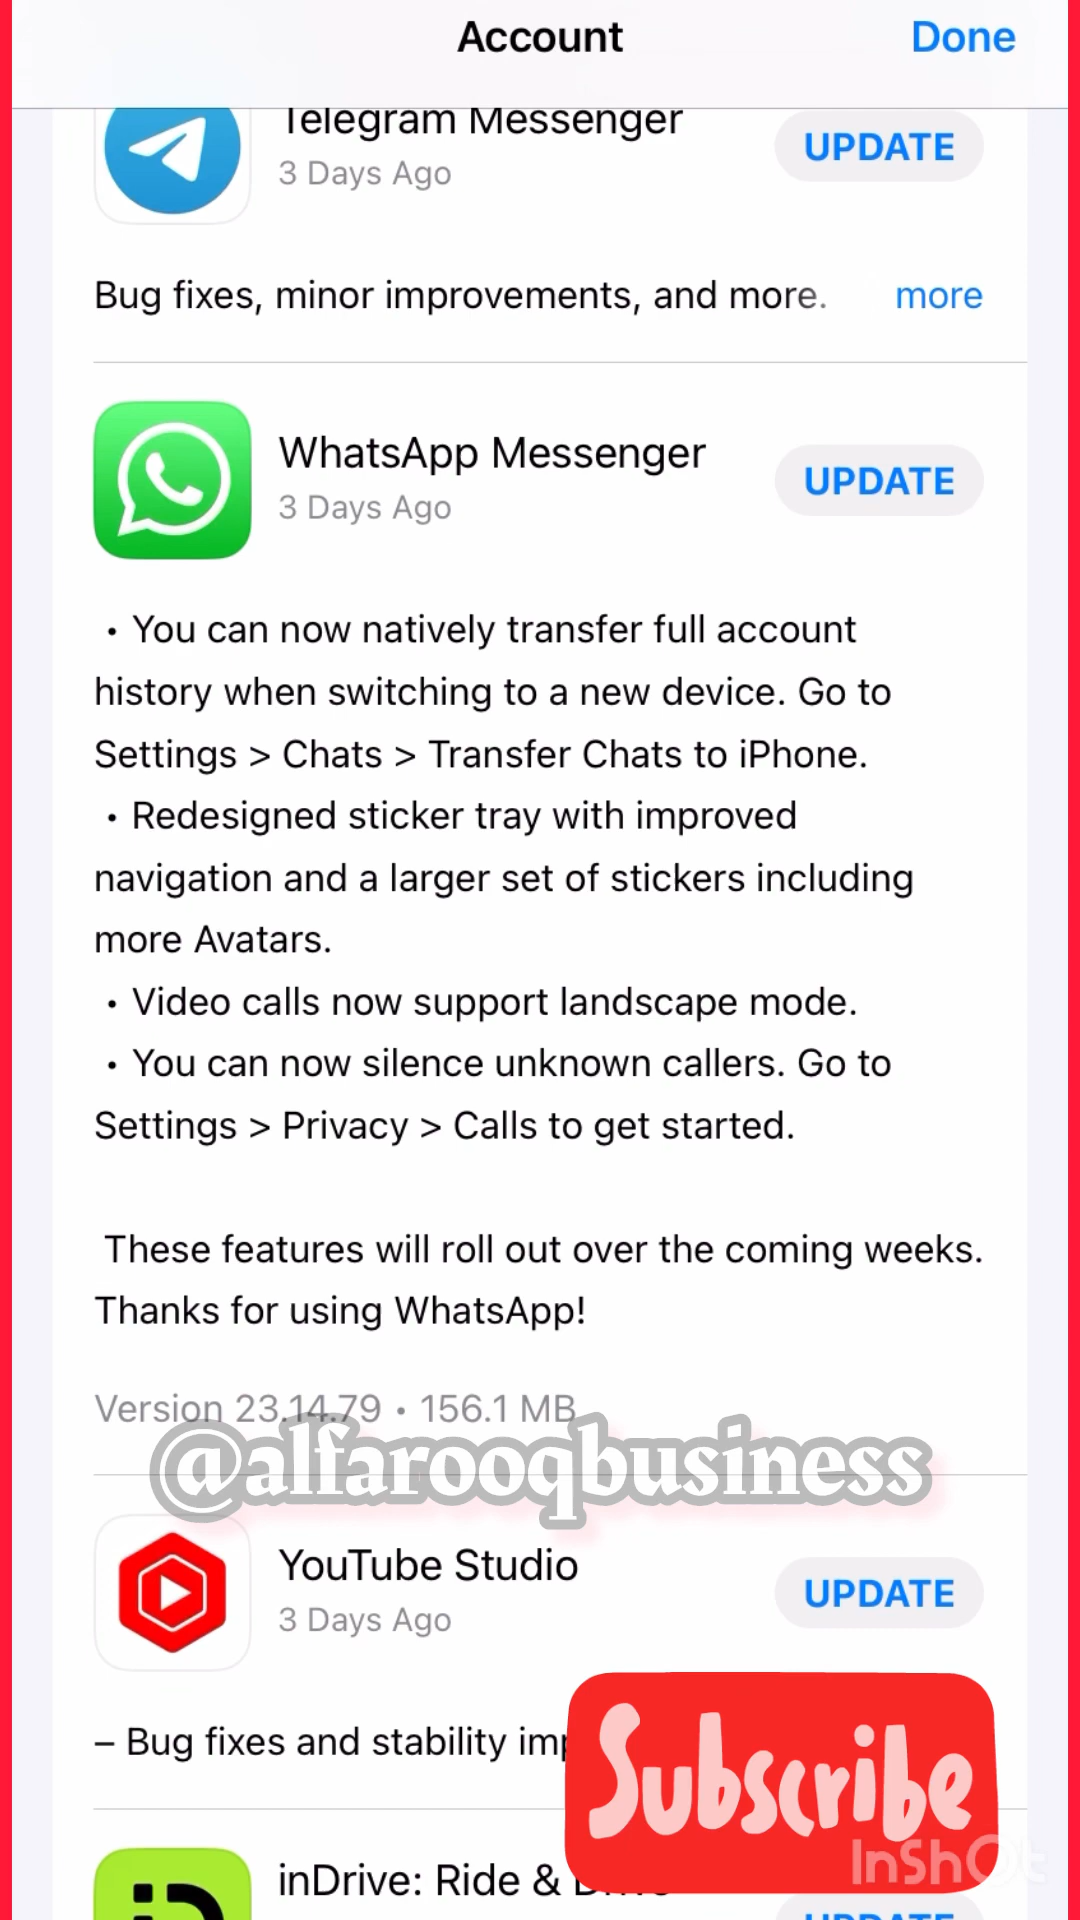 Account
Done
Telegram Messenger
3 Days Ago
UPDATE
Bug fixes, minor improvements, and more.
more
WhatsApp Messenger
3 Days Ago
UPDATE
• You can now natively transfer full account
history when switching to a new device. Go to
Settings > Chats > Transfer Chats to iPhone.
• Redesigned sticker tray with improved
navigation and a larger set of stickers including
more Avatars.
• Video calls now support landscape mode.
• You can now silence unknown callers. Go to
Settings > Privacy > Calls to get started.
These features will roll out over the coming weeks.
Thanks for using WhatsApp!
Version 23.14.79 • 156.1 MB
@alfarooqbusiness
YouTube Studio
3 Days Ago
UPDATE
– Bug fixes and stability
Subscribe
InShOt
inDrive: Ride &
UPDATE